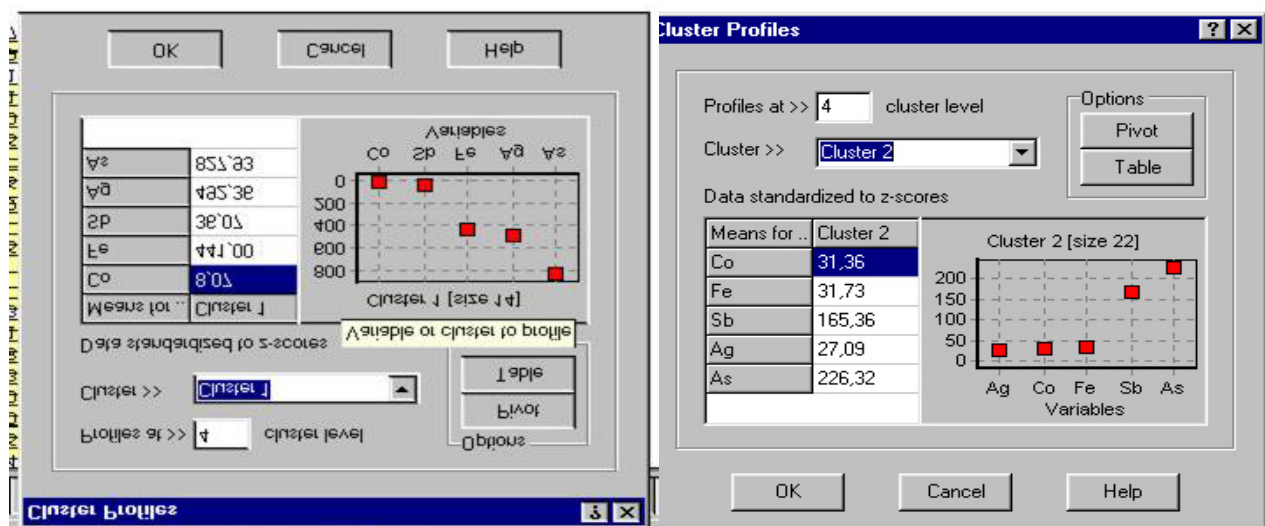 Cluster Profiles
Profiles at >> 4 cluster level
Options
Pivot
Cluster >> Cluster 1
Table
Data standardized to z-scores
Variable or cluster to profile
Means for .. Cluster 1
Co 8,07
Fe 441,00
Sb 36,07
Ag 492,36
As 827,93
Cluster 1 [size 14]
800
600
400
200
0
Co Sb Fe Ag As
Variables
OK Cancel Help
Cluster Profiles
Profiles at >> 4 cluster level
Options
Pivot
Cluster >> Cluster 2
Table
Data standardized to z-scores
Means for .. Cluster 2
Co 31,36
Fe 31,73
Sb 165,36
Ag 27,09
As 226,32
Cluster 2 [size 22]
200
150
100
50
0
Ag Co Fe Sb As
Variables
OK Cancel Help